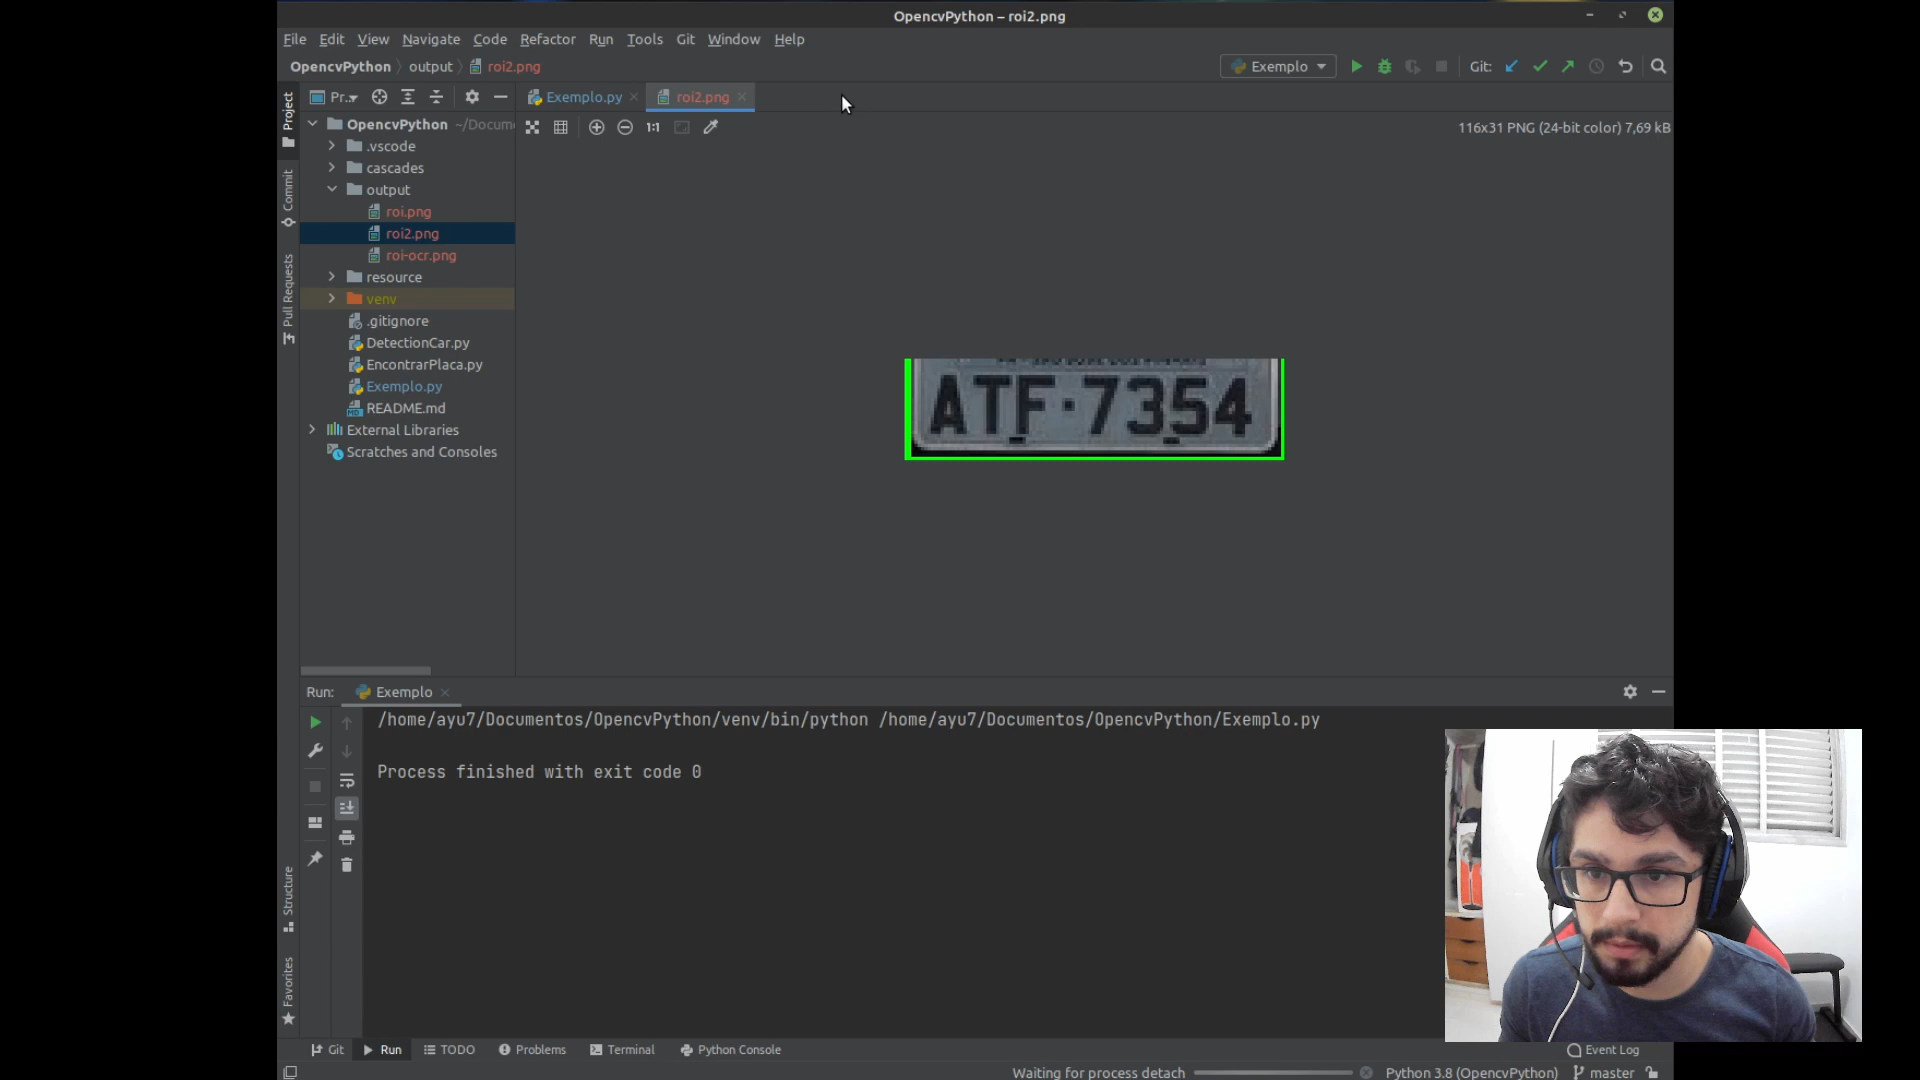 OpencvPython – roi2.png
File Edit View Navigate Code Refactor Run Tools Git Window Help
OpencvPython output roi2.png
Exemplo
Git:
Project
Pr..
Exemplo.py
roi2.png
OpencvPython ~/Docum
1:1
116x31 PNG (24-bit color) 7,69 kB
.vscode
cascades
output
roi.png
roi2.png
roi-ocr.png
resource
venv
.gitignore
DetectionCar.py
EncontrarPlaca.py
Exemplo.py
README.md
External Libraries
Scratches and Consoles
Commit
Pull Requests
ATF·7354
Run: Exemplo
/home/ayu7/Documentos/OpencvPython/venv/bin/python /home/ayu7/Documentos/OpencvPython/Exemplo.py
Process finished with exit code 0
Structure
Favorites
Git Run TODO Problems Terminal Python Console
Event Log
Waiting for process detach
Python 3.8 (OpencvPython)
master